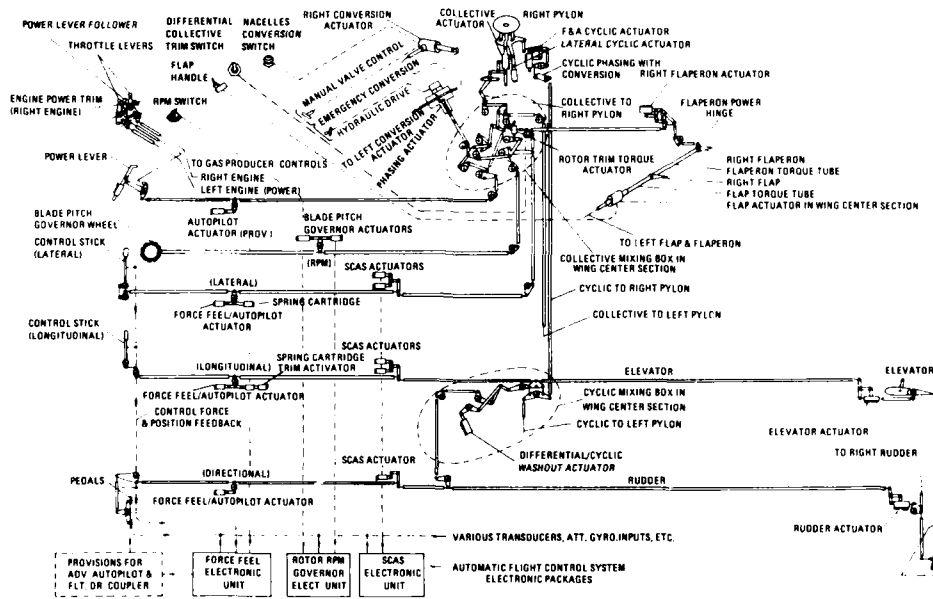 POWER LEVER FOLLOWER
THROTTLE LEVERS
DIFFERENTIAL
COLLECTIVE
TRIM SWITCH
NACELLES
CONVERSION
SWITCH
FLAP
HANDLE
RIGHT CONVERSION
ACTUATOR
COLLECTIVE
ACTUATOR
RIGHT PYLON
F&A CYCLIC ACTUATOR
LATERAL CYCLIC ACTUATOR
CYCLIC PHASING WITH
CONVERSION
RIGHT FLAPERON ACTUATOR
MANUAL VALVE CONTROL
EMERGENCY CONVERSION
HYDRAULIC DRIVE
TO LEFT CONVERSION
ACTUATOR
PHASING ACTUATOR
COLLECTIVE TO
RIGHT PYLON
FLAPERON POWER
HINGE
ENGINE POWER TRIM
(RIGHT ENGINE)
RPM SWITCH
ROTOR TRIM TORQUE
ACTUATOR
RIGHT FLAPERON
FLAPERON TORQUE TUBE
RIGHT FLAP
FLAP TORQUE TUBE
FLAP ACTUATOR IN WING CENTER SECTION
POWER LEVER
TO GAS PRODUCER CONTROLS
RIGHT ENGINE
LEFT ENGINE (POWER)
AUTOPILOT
ACTUATOR (PROV.)
BLADE PITCH
GOVERNOR ACTUATORS
BLADE PITCH
GOVERNOR WHEEL
CONTROL STICK
(LATERAL)
(RPM)
TO LEFT FLAP & FLAPERON
COLLECTIVE MIXING BOX IN
WING CENTER SECTION
SCAS ACTUATORS
(LATERAL)
SPRING CARTRIDGE
FORCE FEEL/AUTOPILOT
ACTUATOR
CYCLIC TO RIGHT PYLON
COLLECTIVE TO LEFT PYLON
CONTROL STICK
(LONGITUDINAL)
SCAS ACTUATORS
(LONGITUDINAL)
SPRING CARTRIDGE
TRIM ACTIVATOR
FORCE FEEL/AUTOPILOT ACTUATOR
ELEVATOR
ELEVATOR
CONTROL FORCE
& POSITION FEEDBACK
CYCLIC MIXING BOX IN
WING CENTER SECTION
CYCLIC TO LEFT PYLON
ELEVATOR ACTUATOR
DIFFERENTIAL/CYCLIC
WASHOUT ACTUATOR
TO RIGHT RUDDER
SCAS ACTUATOR
PEDALS
(DIRECTIONAL)
FORCE FEEL/AUTOPILOT ACTUATOR
RUDDER
RUDDER ACTUATOR
VARIOUS TRANSDUCERS, ATT. GYRO, INPUTS, ETC.
PROVISIONS FOR
ADV AUTOPILOT &
FLT. DR COUPLER
FORCE FEEL
ELECTRONIC
UNIT
ROTOR RPM
GOVERNOR
ELECT UNIT
SCAS
ELECTRONIC
UNIT
AUTOMATIC FLIGHT CONTROL SYSTEM
ELECTRONIC PACKAGES